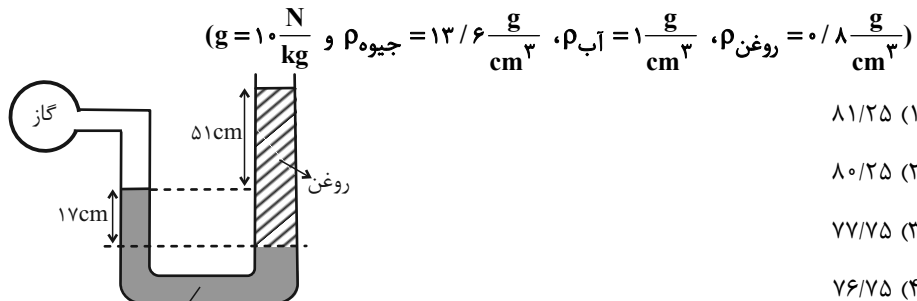 (g = ۱۰ N/kg و ρجیوه = ۱۳/۶ g/cm³ ،ρآب = ۱ g/cm³ ،ρروغن = ۰/۸ g/cm³)
۸۱/۲۵ (۱
۸۰/۲۵ (۲
۷۷/۷۵ (۳
۷۶/۷۵ (۴
گاز
۵۱cm
روغن
۱۷cm